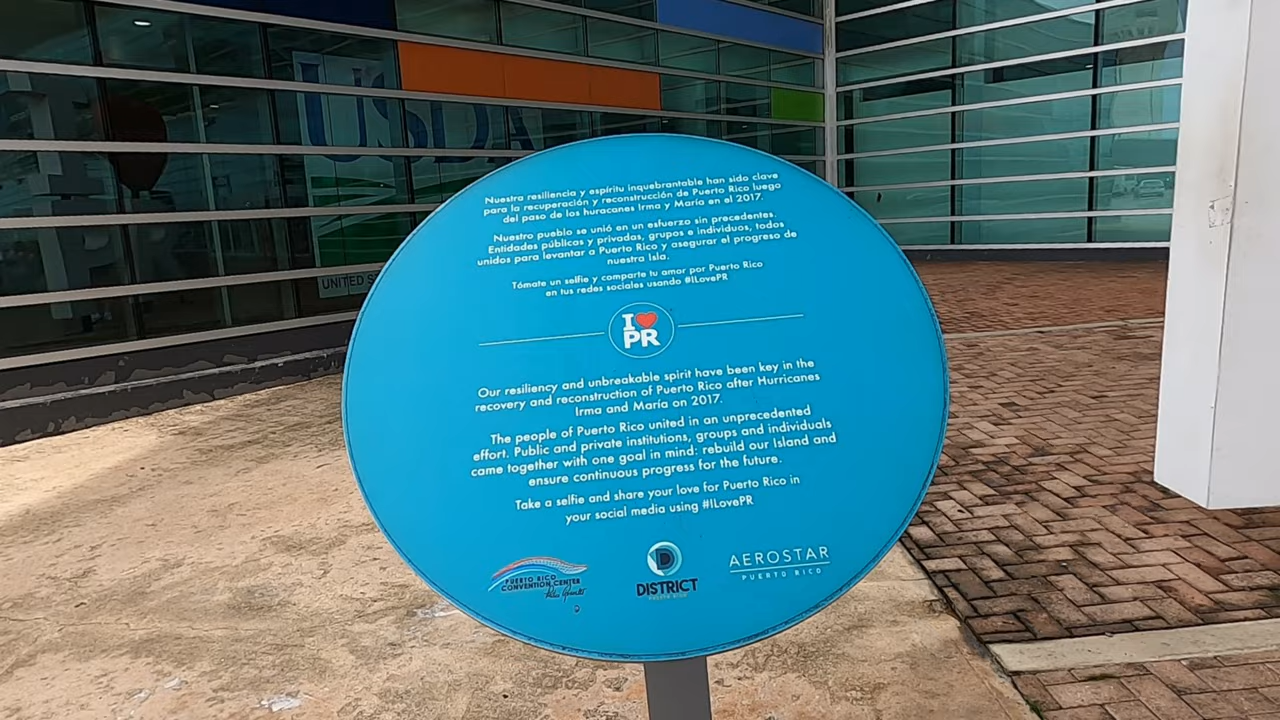 USDA
UNITED S
Nuestra resiliencia y espíritu inquebrantable han sido clave
para la recuperación y reconstrucción de Puerto Rico luego
del paso de los huracanes Irma y María en el 2017.
Nuestro pueblo se unió en un esfuerzo sin precedentes.
Entidades públicas y privadas, grupos e individuos, todos
unidos para levantar a Puerto Rico y asegurar el progreso de
nuestra Isla.
Tómate un selfie y comparte tu amor por Puerto Rico
en tus redes sociales usando #ILovePR
I
PR
Our resiliency and unbreakable spirit have been key in the
recovery and reconstruction of Puerto Rico after Hurricanes
Irma and María on 2017.
The people of Puerto Rico united in an unprecedented
effort. Public and private institutions, groups and individuals
came together with one goal in mind: rebuild our Island and
ensure continuous progress for the future.
Take a selfie and share your love for Puerto Rico in
your social media using #ILovePR
PUERTO RICO
CONVENTION CENTER
D
DISTRICT
PUERTO RICO
AEROSTAR
PUERTO RICO